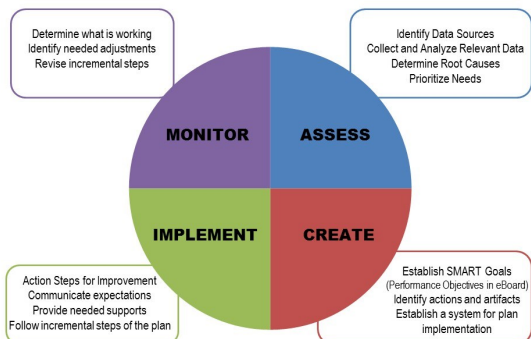 Determine what is working
Identify needed adjustments
Revise incremental steps
Identify Data Sources
Collect and Analyze Relevant Data
Determine Root Causes
Prioritize Needs
MONITOR
ASSESS
IMPLEMENT
CREATE
Action Steps for Improvement
Communicate expectations
Provide needed supports
Follow incremental steps of the plan
Establish SMART Goals
(Performance Objectives in eBoard)
Identify actions and artifacts
Establish a system for plan
implementation